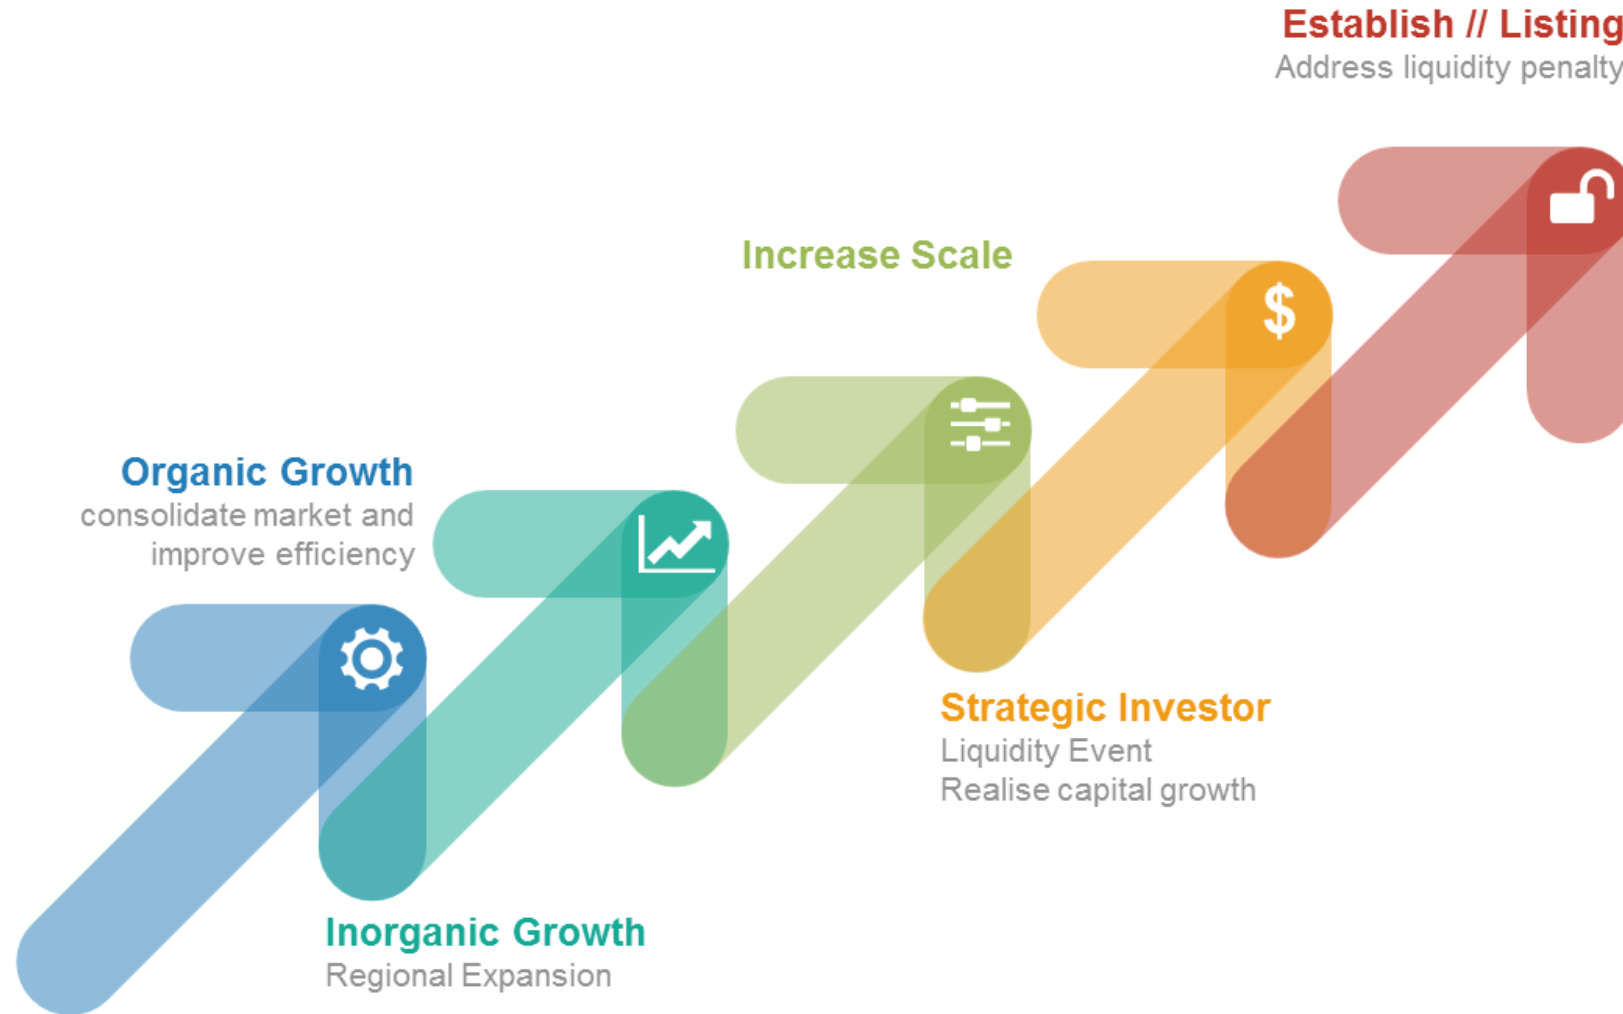 Establish // Listing
Address liquidity penalty
Increase Scale
$
Organic Growth
consolidate market and
improve efficiency
Strategic Investor
Liquidity Event
Realise capital growth
Inorganic Growth
Regional Expansion